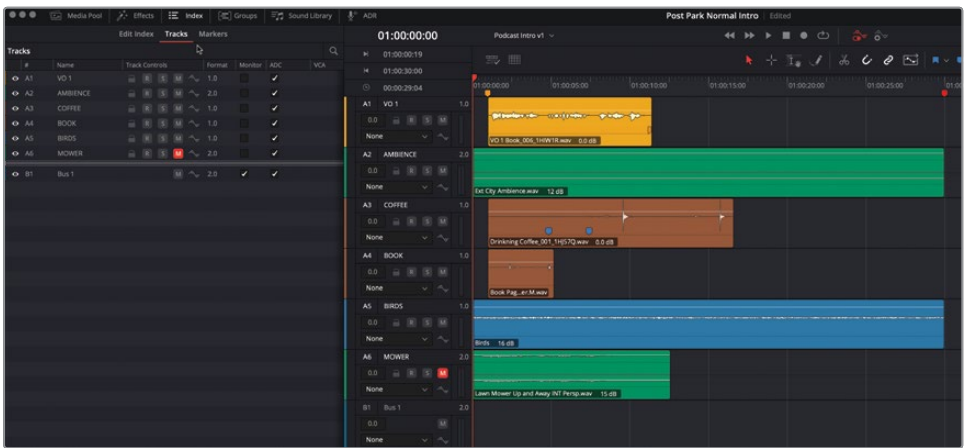 Media Pool Effects Index Groups Sound Library ADR Post Park Normal Intro Edited
Edit Index Tracks Markers 01:00:00:00 Podcast Intro v1
Tracks
# Name Track Controls Format Monitor ADC VCA
A1 VO 1 R S M 1.0
A2 AMBIENCE R S M 2.0
A3 COFFEE R S M 1.0
A4 BOOK R S M 1.0
A5 BIRDS R S M 1.0
A6 MOWER R S M 2.0
B1 Bus 1 M 2.0
01:00:00:19
01:00:30:00
00:00:29:04
01:00:00:00 01:00:05:00 01:00:10:00 01:00:15:00 01:00:20:00 01:00:25:00 01:00
A1 VO 1 1.0
0.0 R S M
None
VO 1 Book_006_1HIW1R.wav 0.0 dB
A2 AMBIENCE 2.0
0.0 R S M
None
Ext City Ambience.wav 12 dB
A3 COFFEE 1.0
0.0 R S M
None
Drinkning Coffee_001_1HJS7Q.wav 0.0 dB
A4 BOOK 1.0
0.0 R S M
None
Book Pag...er.M.wav
A5 BIRDS 1.0
0.0 R S M
None
Birds 16 dB
A6 MOWER 2.0
0.0 R S M
None
Lawn Mower Up and Away INT Persp.wav 15 dB
B1 Bus 1 2.0
0.0 M
None